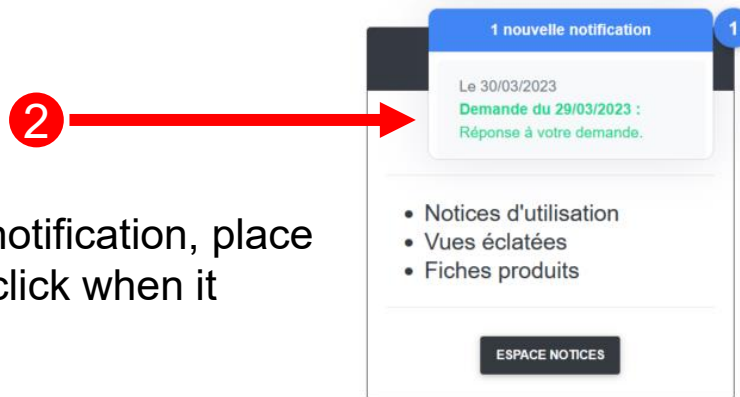 1 nouvelle notification
1
Le 30/03/2023
Demande du 29/03/2023 :
Réponse à votre demande.
2
notification, place
click when it
• Notices d'utilisation
• Vues éclatées
• Fiches produits
ESPACE NOTICES